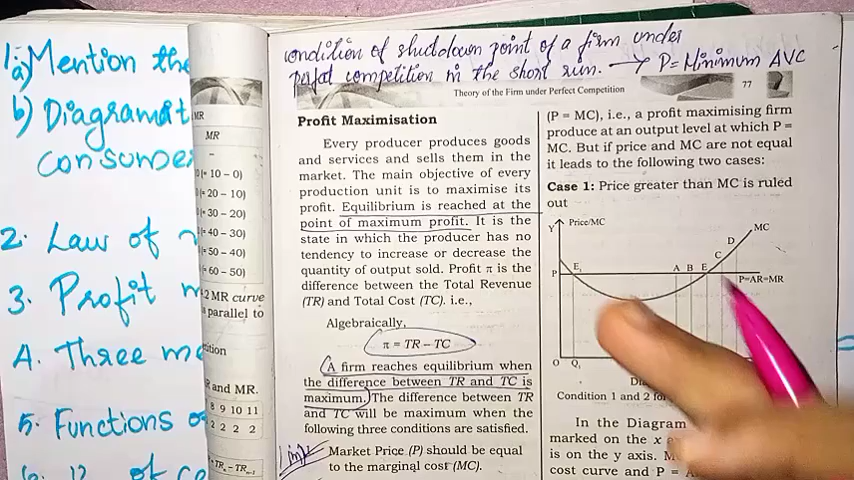 1. a) Mention the
b) Diagramat
consume
2. Law of
3. Profit m
4. Three m
5. Functions o
MR
MR
–
(= 10 – 0)
(= 20 – 10)
(= 30 – 20)
(= 40 – 30)
(= 50 – 40)
(= 60 – 50)
MR curve
parallel to
and MR.
8 9 10 11
2 2 2 2
condition of shutdown point of a firm under
perfat competition in the short run. → P = Minimum AVC
Theory of the Firm under Perfect Competition 77
Profit Maximisation
Every producer produces goods
and services and sells them in the
market. The main objective of every
production unit is to maximise its
profit. Equilibrium is reached at the
point of maximum profit. It is the
state in which the producer has no
tendency to increase or decrease the
quantity of output sold. Profit π is the
difference between the Total Revenue
(TR) and Total Cost (TC). i.e.,
Algebraically,
π = TR – TC
A firm reaches equilibrium when
the difference between TR and TC is
maximum. The difference between TR
and TC will be maximum when the
following three conditions are satisfied.
Market Price (P) should be equal
to the marginal cost (MC).
(P = MC), i.e., a profit maximising firm
produce at an output level at which P =
MC. But if price and MC are not equal
it leads to the following two cases:
Case 1: Price greater than MC is ruled
out
Y Price/MC
MC
D
C
P E₁ A B E
P=AR=MR
O Q₁
Condition 1 and 2 fo
In the Diagram
marked on the x
is on the y axis. M
cost curve and P =